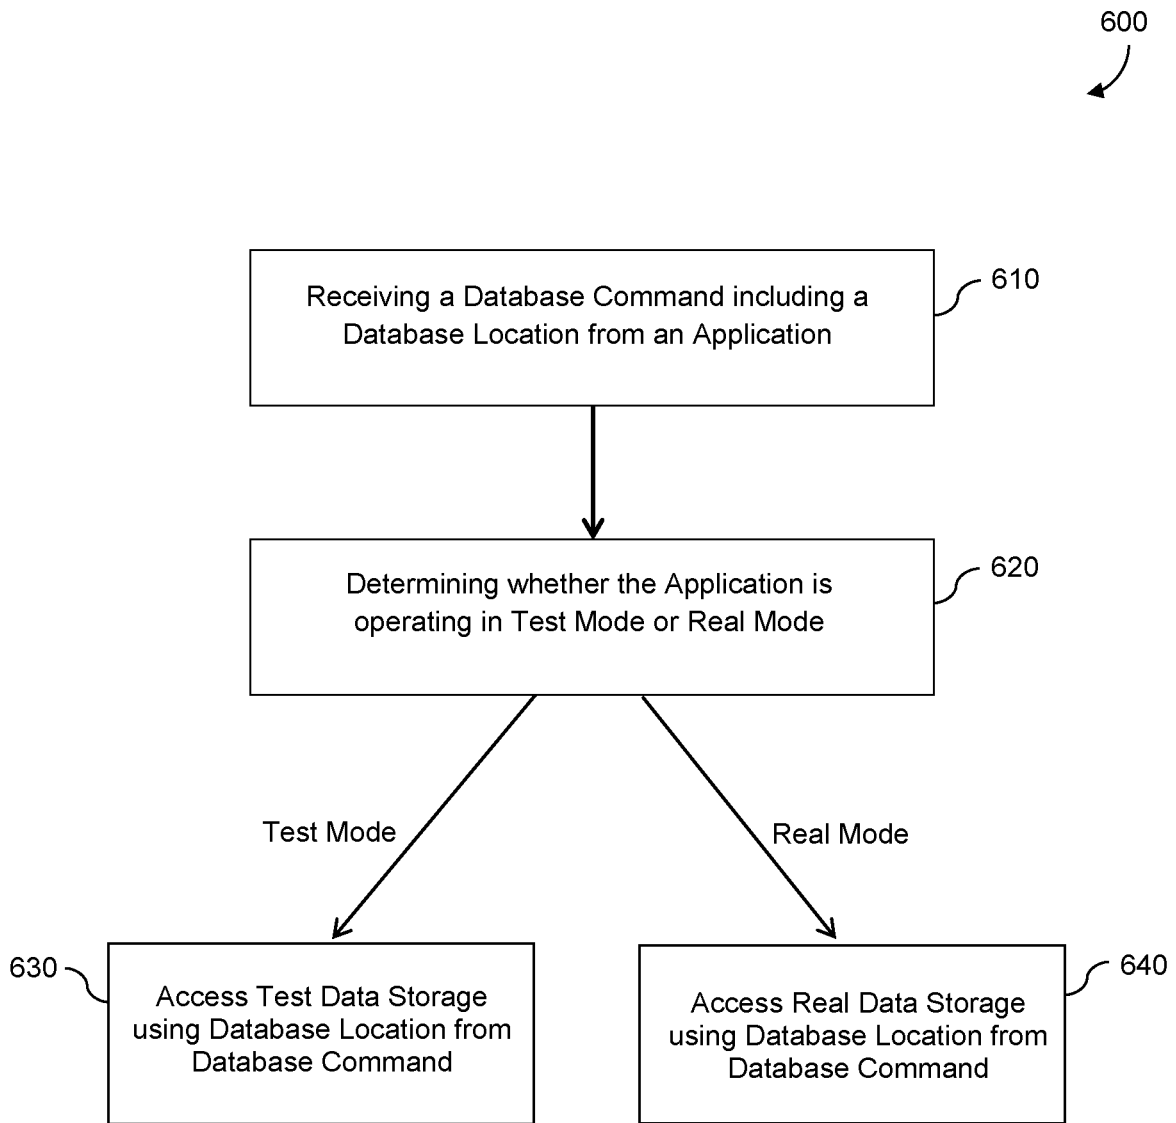 600
Receiving a Database Command including a
Database Location from an Application
610
Determining whether the Application is
operating in Test Mode or Real Mode
620
Test Mode
Real Mode
630
Access Test Data Storage
using Database Location from
Database Command
Access Real Data Storage
using Database Location from
Database Command
640